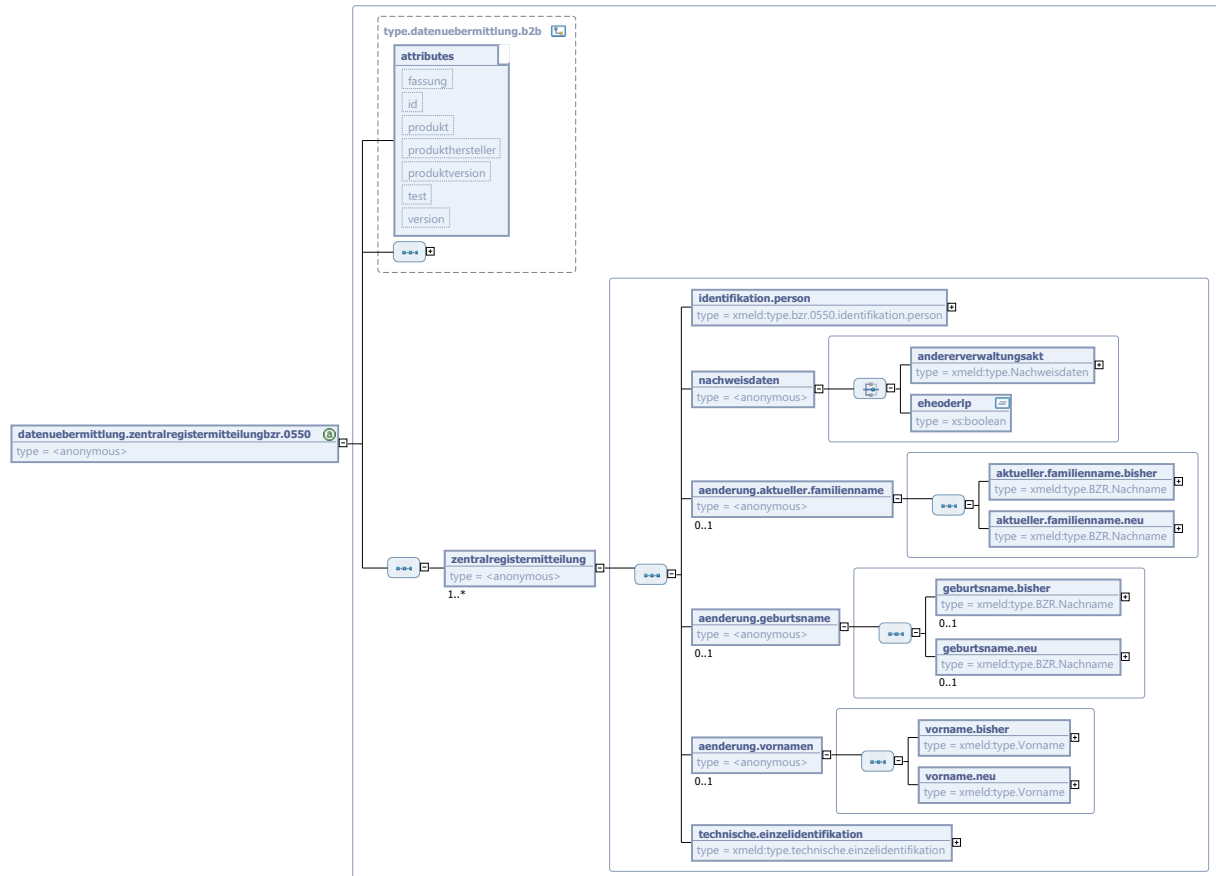 type.datenuebermittlung.b2b
attributes
fassung
id
produkt
produkthersteller
produktversion
test
version
identifikation.person
type = xmeld:type.bzr.0550.identifikation.person
nachweisdaten
type = <anonymous>
andererverwaltungsakt
type = xmeld:type.Nachweisdaten
eheoderlp
type = xs:boolean
datenuebermittlung.zentralregistermitteilungbzr.0550
type = <anonymous>
aenderung.aktueller.familienname
type = <anonymous>
0..1
aktueller.familienname.bisher
type = xmeld:type.BZR.Nachname
aktueller.familienname.neu
type = xmeld:type.BZR.Nachname
zentralregistermitteilung
type = <anonymous>
1..*
aenderung.geburtsname
type = <anonymous>
0..1
geburtsname.bisher
type = xmeld:type.BZR.Nachname
0..1
geburtsname.neu
type = xmeld:type.BZR.Nachname
0..1
aenderung.vornamen
type = <anonymous>
0..1
vorname.bisher
type = xmeld:type.Vorname
vorname.neu
type = xmeld:type.Vorname
technische.einzelidentifikation
type = xmeld:type.technische.einzelidentifikation